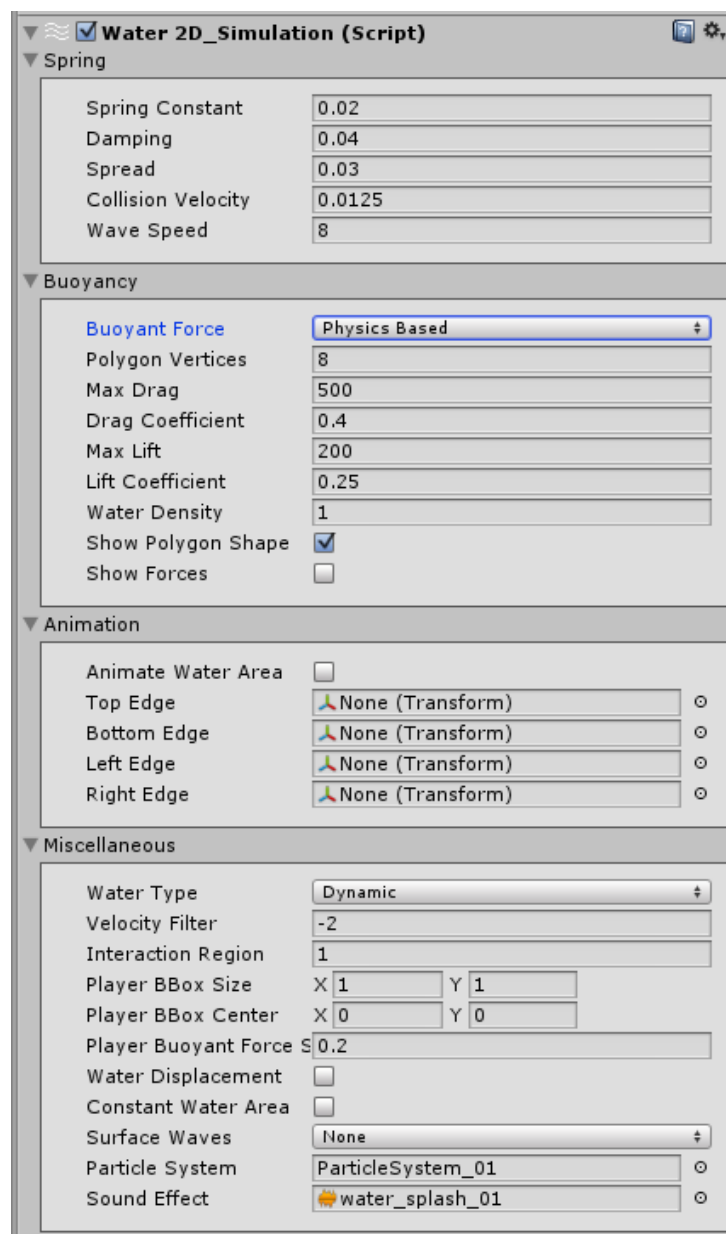 Water 2D_Simulation (Script)
Spring
Spring Constant 0.02
Damping 0.04
Spread 0.03
Collision Velocity 0.0125
Wave Speed 8
Buoyancy
Buoyant Force Physics Based
Polygon Vertices 8
Max Drag 500
Drag Coefficient 0.4
Max Lift 200
Lift Coefficient 0.25
Water Density 1
Show Polygon Shape
Show Forces
Animation
Animate Water Area
Top Edge None (Transform)
Bottom Edge None (Transform)
Left Edge None (Transform)
Right Edge None (Transform)
Miscellaneous
Water Type Dynamic
Velocity Filter -2
Interaction Region 1
Player BBox Size X 1 Y 1
Player BBox Center X 0 Y 0
Player Buoyant Force S 0.2
Water Displacement
Constant Water Area
Surface Waves None
Particle System ParticleSystem_01
Sound Effect water_splash_01